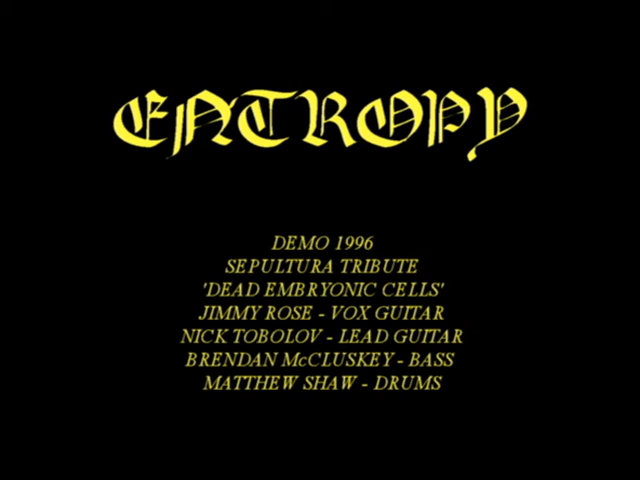 ENTROPY
DEMO 1996
SEPULTURA TRIBUTE
'DEAD EMBRYONIC CELLS'
JIMMY ROSE - VOX GUITAR
NICK TOBOLOV - LEAD GUITAR
BRENDAN McCLUSKEY - BASS
MATTHEW SHAW - DRUMS